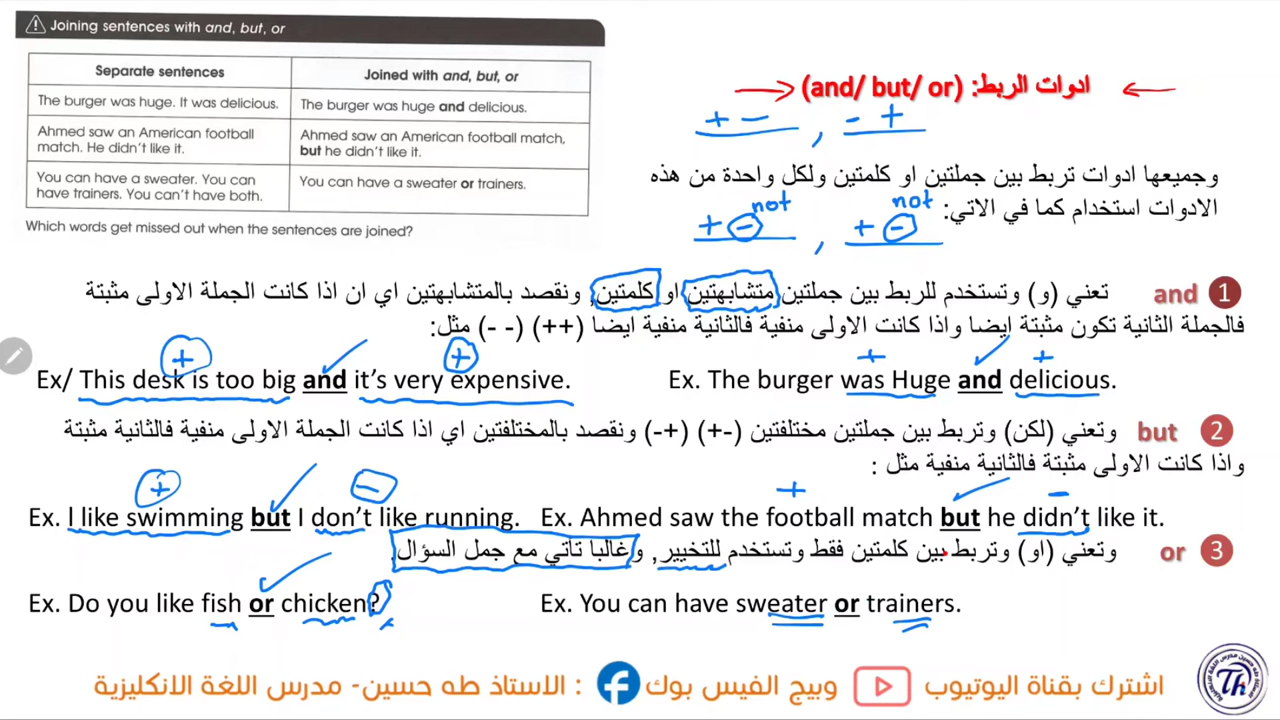 Joining sentences with and, but, or
Separate sentences
Joined with and, but, or
The burger was huge. It was delicious.
The burger was huge and delicious.
Ahmed saw an American football match. He didn't like it.
Ahmed saw an American football match, but he didn't like it.
You can have a sweater. You can have trainers. You can't have both.
You can have a sweater or trainers.
Which words get missed out when the sentences are joined?
ادوات الربط: (and/ but/ or)
+ − , − +
وجميعها ادوات تربط بين جملتين او كلمتين ولكل واحدة من هذه
not not
الادوات استخدام كما في الاتي:
+ − , + −
1 and تعني (و) وتستخدم للربط بين جملتين متشابهتين او كلمتين, ونقصد بالمتشابهتين اي ان اذا كانت الجملة الاولى مثبتة
فالجملة الثانية تكون مثبتة ايضا واذا كانت الاولى منفية فالثانية منفية ايضا (++) (- -) مثل:
+ + + +
Ex/ This desk is too big and it's very expensive.
Ex. The burger was Huge and delicious.
2 but وتعني (لكن) وتربط بين جملتين مختلفتين (-+) (+-) ونقصد بالمختلفتين اي اذا كانت الجملة الاولى منفية فالثانية مثبتة
واذا كانت الاولى مثبتة فالثانية منفية مثل :
+ − + −
Ex. I like swimming but I don't like running.
Ex. Ahmed saw the football match but he didn't like it.
3 or وتعني (او) وتربط بين كلمتين فقط وتستخدم للتخيير, وغالبا تأتي مع جمل السؤال
Ex. Do you like fish or chicken?
Ex. You can have sweater or trainers.
اشترك بقناة اليوتيوب وبيج الفيس بوك : الاستاذ طه حسين- مدرس اللغة الانكليزية